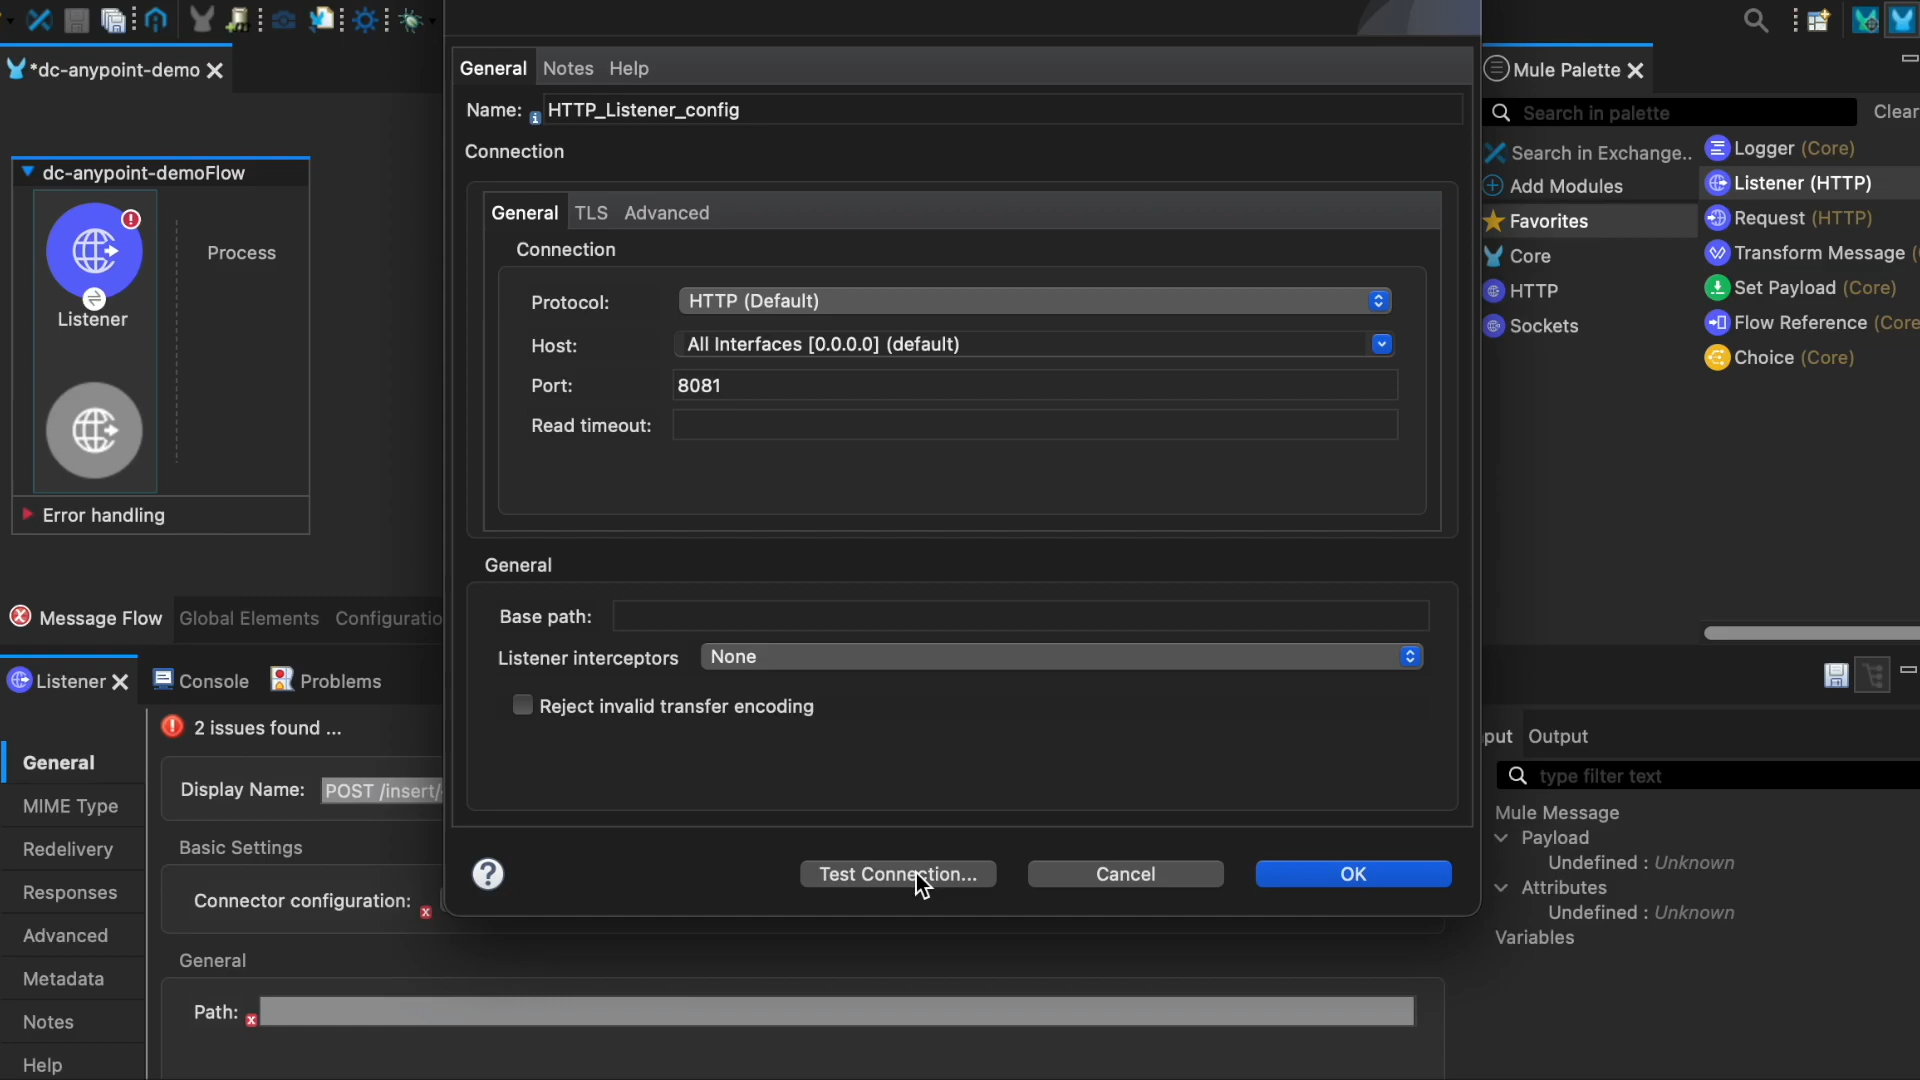 *dc-anypoint-demo
dc-anypoint-demoFlow
Process
Listener
Error handling
Message Flow Global Elements Configuratio
Listener Console Problems
2 issues found ...
General
MIME Type
Redelivery
Responses
Advanced
Metadata
Notes
Help
Display Name: POST /insert/
Basic Settings
Connector configuration:
General
Path:
General Notes Help
Name: HTTP_Listener_config
Connection
General TLS Advanced
Connection
Protocol: HTTP (Default)
Host: All Interfaces [0.0.0.0] (default)
Port: 8081
Read timeout:
General
Base path:
Listener interceptors None
Reject invalid transfer encoding
Test Connection... Cancel OK
Mule Palette
Search in palette Clear
Search in Exchange..
Add Modules
Favorites
Core
HTTP
Sockets
Logger (Core)
Listener (HTTP)
Request (HTTP)
Transform Message (
Set Payload (Core)
Flow Reference (Core
Choice (Core)
put Output
type filter text
Mule Message
Payload
Undefined : Unknown
Attributes
Undefined : Unknown
Variables